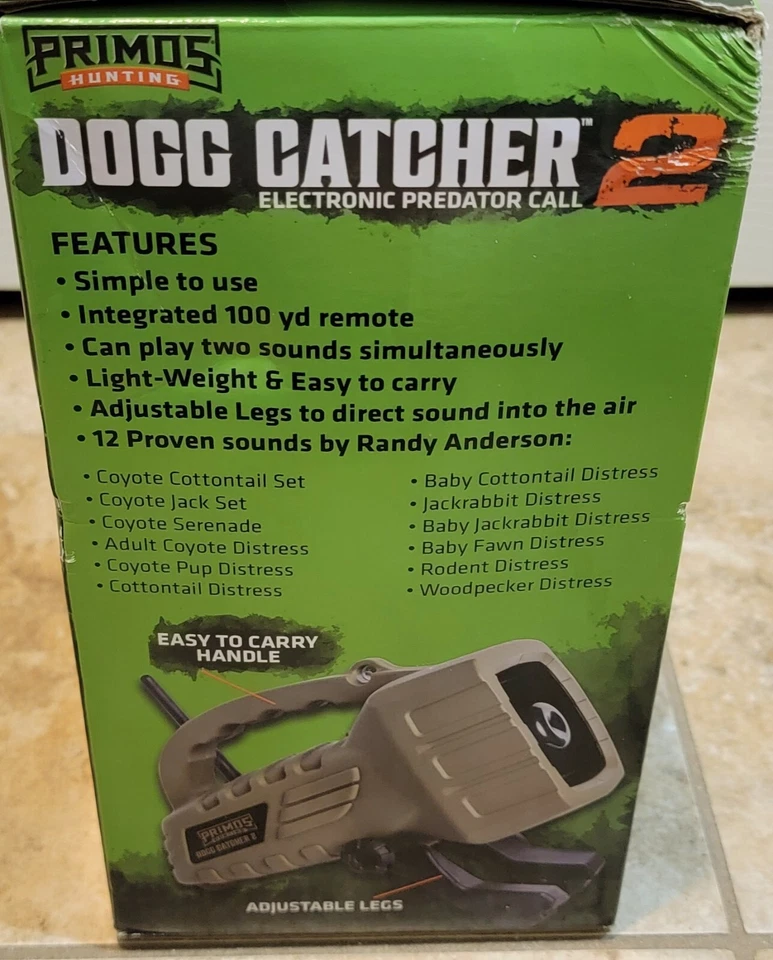 PRIMOS
HUNTING
DOGG CATCHER™ 2
ELECTRONIC PREDATOR CALL
FEATURES
• Simple to use
• Integrated 100 yd remote
• Can play two sounds simultaneously
• Light-Weight & Easy to carry
• Adjustable Legs to direct sound into the air
• 12 Proven sounds by Randy Anderson:
• Coyote Cottontail Set
• Coyote Jack Set
• Coyote Serenade
• Adult Coyote Distress
• Coyote Pup Distress
• Cottontail Distress
• Baby Cottontail Distress
• Jackrabbit Distress
• Baby Jackrabbit Distress
• Baby Fawn Distress
• Rodent Distress
• Woodpecker Distress
EASY TO CARRY
HANDLE
PRIMOS
DOGG CATCHER 2
ADJUSTABLE LEGS